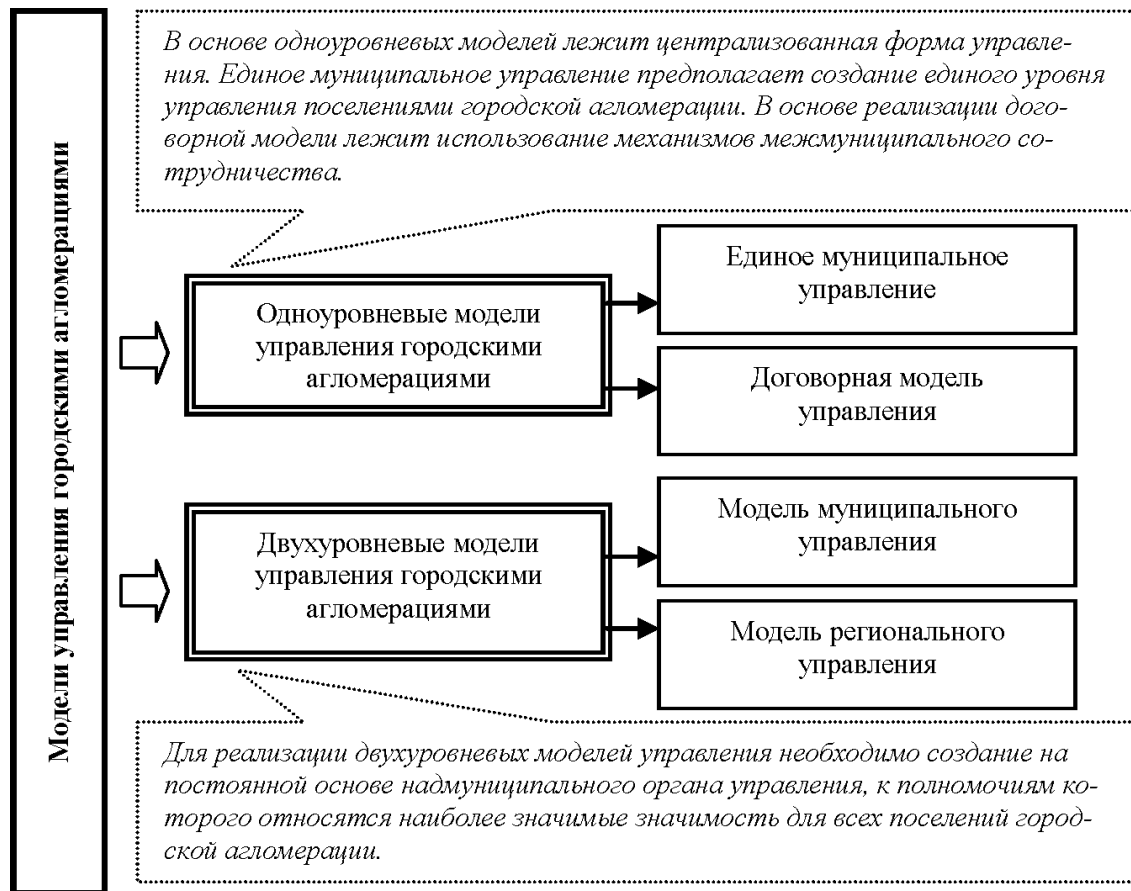 Модели управления городскими агломерациями
В основе одноуровневых моделей лежит централизованная форма управле-
ния. Единое муниципальное управление предполагает создание единого уровня
управления поселениями городской агломерации. В основе реализации дого-
ворной модели лежит использование механизмов межмуниципального со-
трудничества.
Одноуровневые модели
управления городскими
агломерациями
Единое муниципальное
управление
Договорная модель
управления
Двухуровневые модели
управления городскими
агломерациями
Модель муниципального
управления
Модель регионального
управления
Для реализации двухуровневых моделей управления необходимо создание на
постоянной основе надмуниципального органа управления, к полномочиям ко-
торого относятся наиболее значимые значимость для всех поселений город-
ской агломерации.